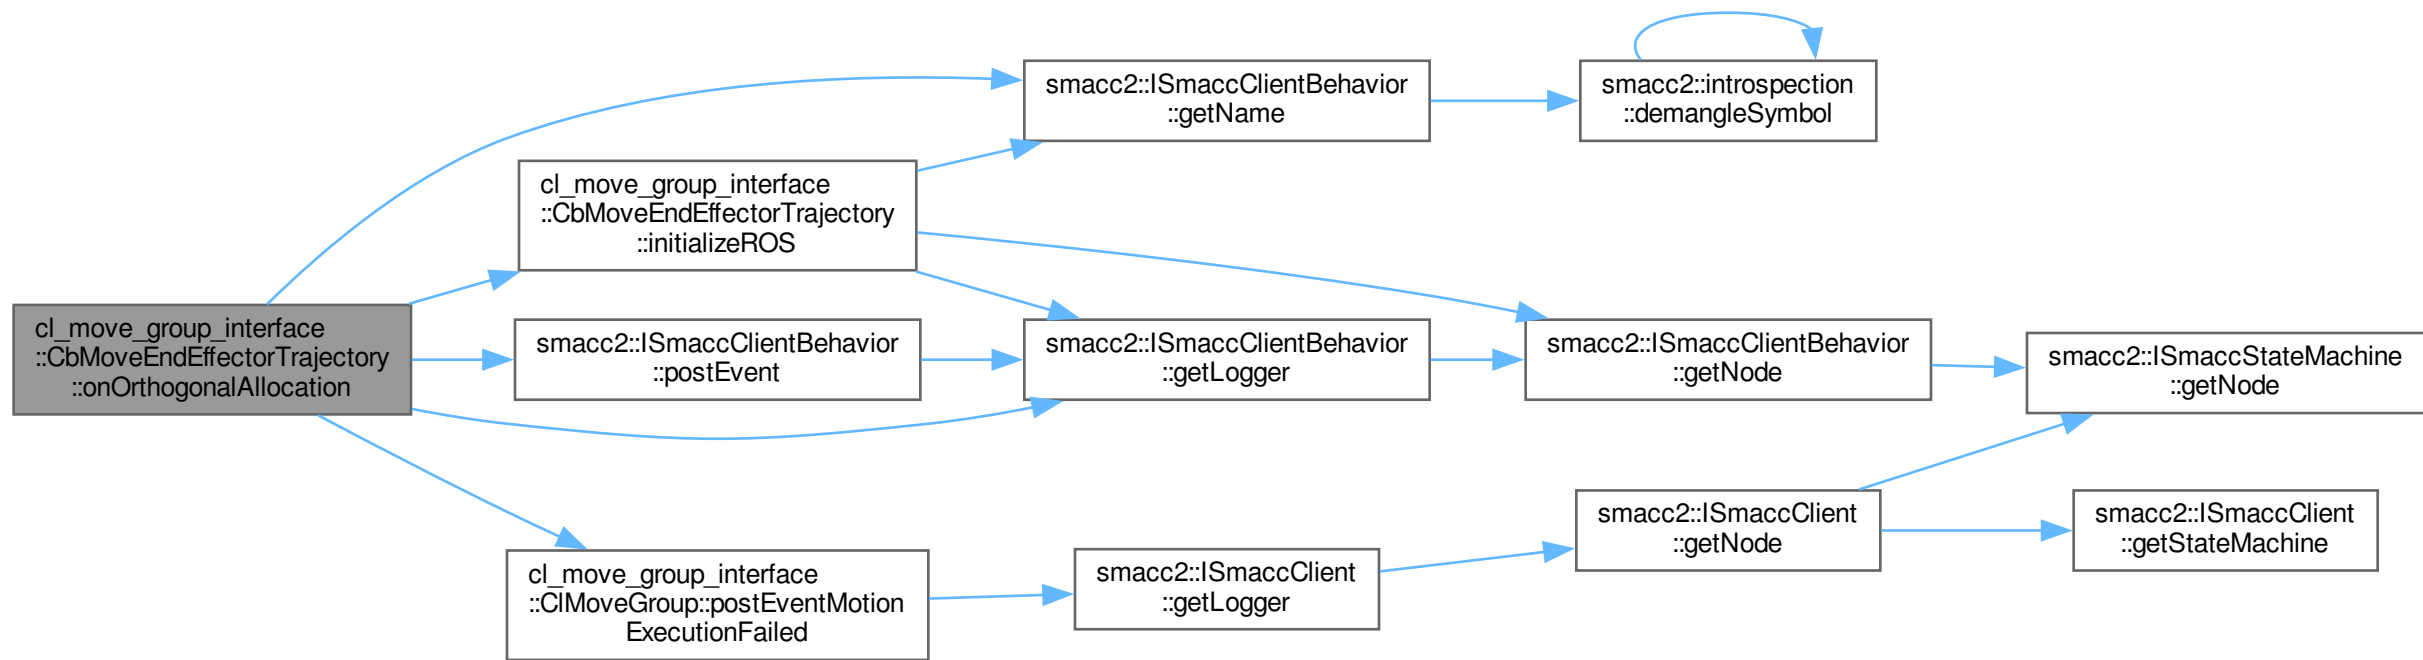 cl_move_group_interface
::CbMoveEndEffectorTrajectory
::onOrthogonalAllocation
smacc2::ISmaccClientBehavior
::getName
smacc2::introspection
::demangleSymbol
cl_move_group_interface
::CbMoveEndEffectorTrajectory
::initializeROS
smacc2::ISmaccClientBehavior
::postEvent
smacc2::ISmaccClientBehavior
::getLogger
smacc2::ISmaccClientBehavior
::getNode
smacc2::ISmaccStateMachine
::getNode
cl_move_group_interface
::ClMoveGroup::postEventMotion
ExecutionFailed
smacc2::ISmaccClient
::getLogger
smacc2::ISmaccClient
::getNode
smacc2::ISmaccClient
::getStateMachine